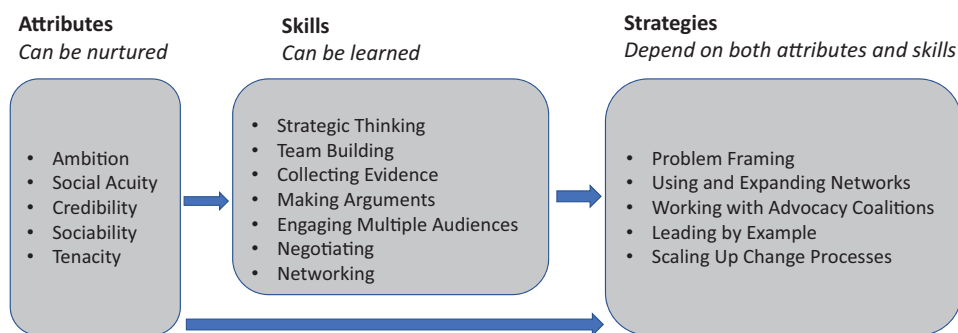 Attributes
Can be nurtured
Skills
Can be learned
Strategies
Depend on both attributes and skills
• Ambition
• Social Acuity
• Credibility
• Sociability
• Tenacity
• Strategic Thinking
• Team Building
• Collecting Evidence
• Making Arguments
• Engaging Multiple Audiences
• Negotiating
• Networking
• Problem Framing
• Using and Expanding Networks
• Working with Advocacy Coalitions
• Leading by Example
• Scaling Up Change Processes